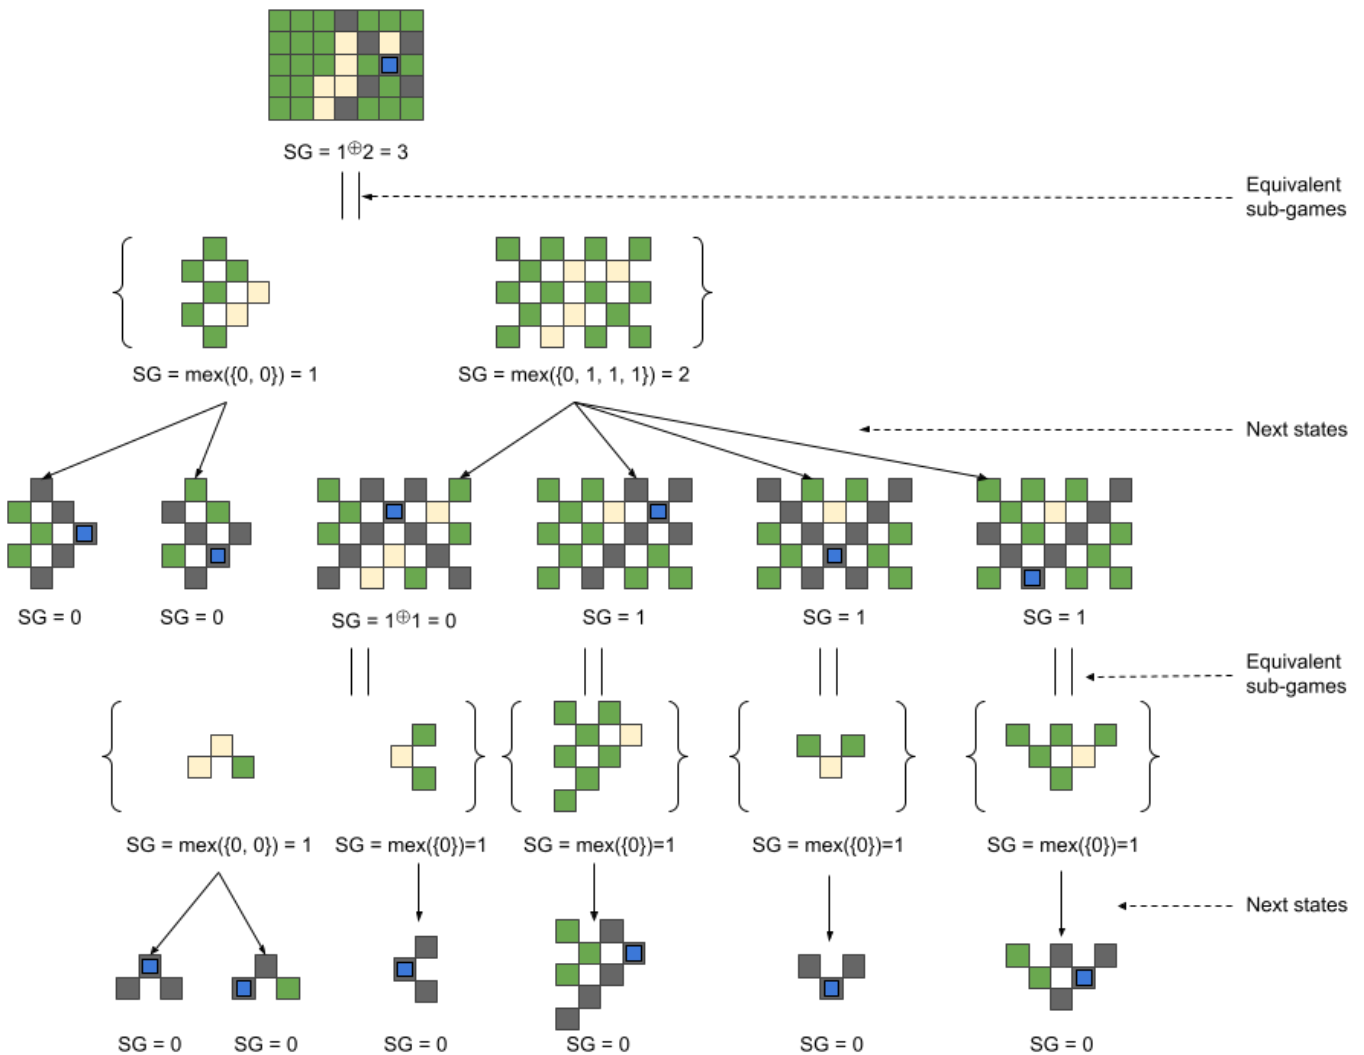 SG = 1⊕2 = 3
Equivalent
sub-games
SG = mex({0, 0}) = 1
SG = mex({0, 1, 1, 1}) = 2
Next states
SG = 0
SG = 0
SG = 1⊕1 = 0
SG = 1
SG = 1
SG = 1
Equivalent
sub-games
SG = mex({0, 0}) = 1
SG = mex({0})=1
SG = mex({0})=1
SG = mex({0})=1
SG = mex({0})=1
Next states
SG = 0
SG = 0
SG = 0
SG = 0
SG = 0
SG = 0